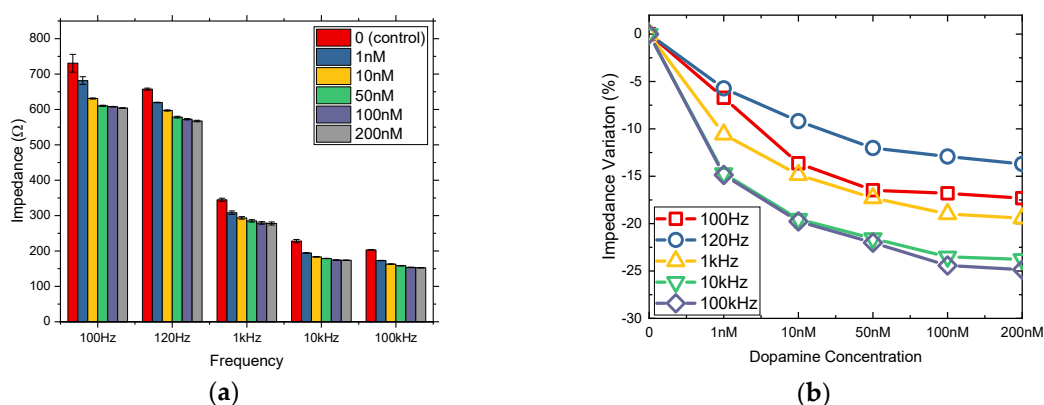 800
700
600
500
400
300
200
100
0
Impedance (Ω)
0 (control)
1nM
10nM
50nM
100nM
200nM
100Hz 120Hz 1kHz 10kHz 100kHz
Frequency
(a)
0
-5
-10
-15
-20
-25
-30
Impedance Variaton (%)
100Hz
120Hz
1kHz
10kHz
100kHz
0 1nM 10nM 50nM 100nM 200nM
Dopamine Concentration
(b)